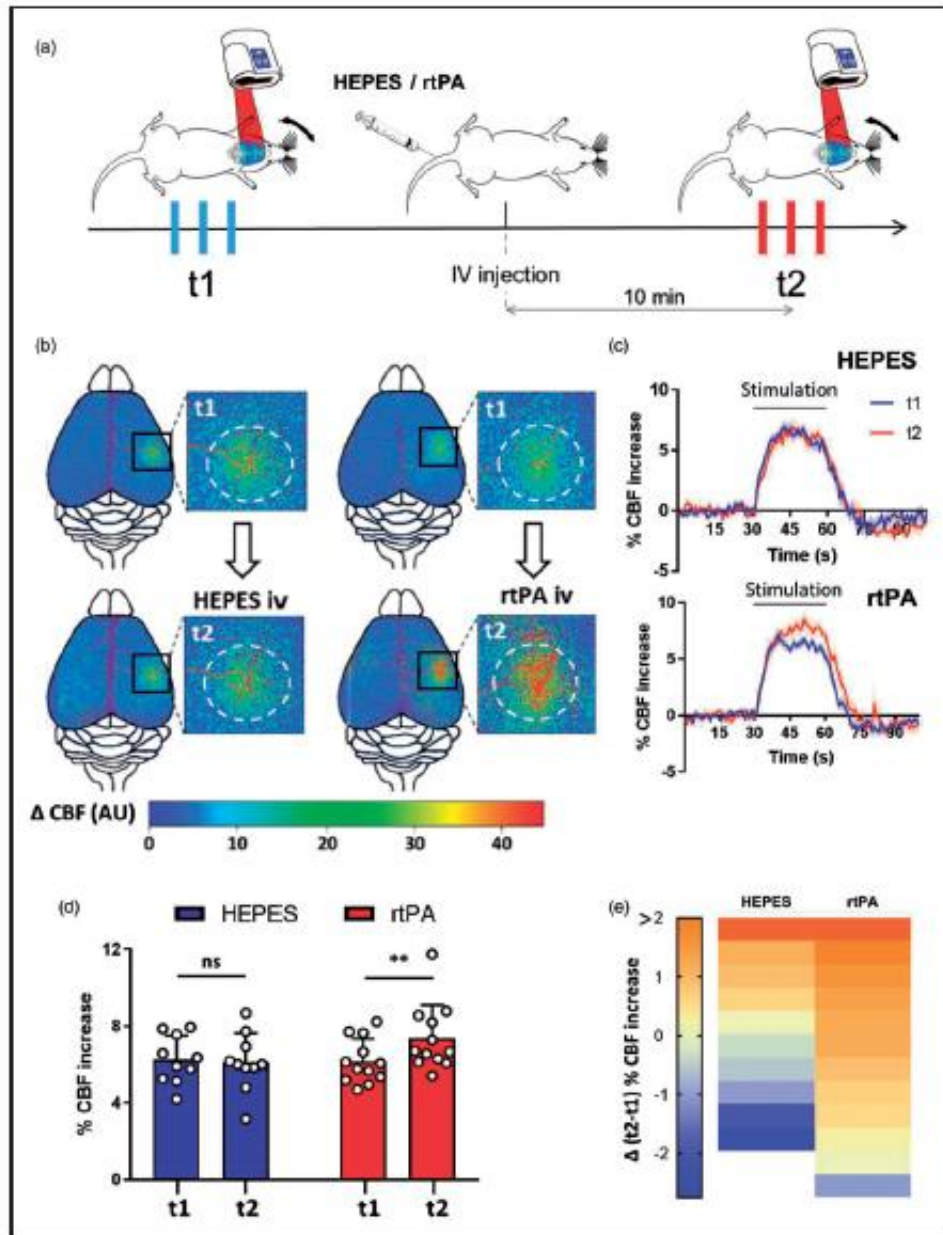 (a)
HEPES / rtPA
t1
IV injection
10 min
t2
(b)
t1
t1
HEPES iv
rtPA iv
t2
t2
Δ CBF (AU)
0 10 20 30 40
(c)
HEPES
10
Stimulation
t1
t2
5
0
15 30 45 60 75 90
-5
% CBF increase
Time (s)
rtPA
10
Stimulation
5
0
15 30 45 60 75 90
-5
% CBF increase
Time (s)
(d)
HEPES rtPA
12
ns
**
8
4
0
% CBF increase
t1 t2 t1 t2
(e)
HEPES rtPA
>2
1
0
-1
-2
Δ (t2-t1) % CBF increase